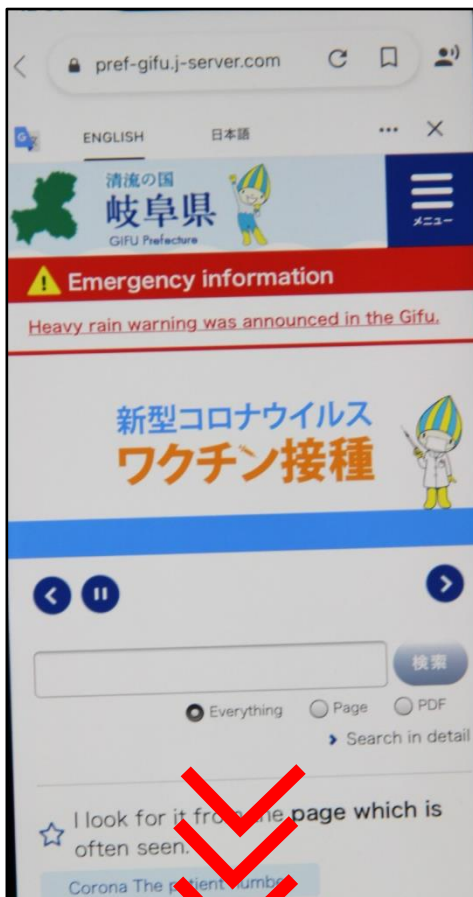 pref-gifu.j-server.com
ENGLISH 日本語
清流の国
岐阜県
GIFU Prefecture
メニュー
Emergency information
Heavy rain warning was announced in the Gifu.
新型コロナウイルス
ワクチン接種
検索
Everything Page PDF
Search in detail
I look for it from the page which is
often seen.
Corona The patient number